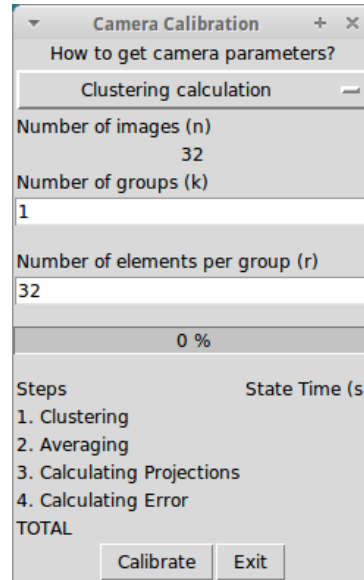 Camera Calibration
How to get camera parameters?
Clustering calculation
Number of images (n)
32
Number of groups (k)
1
Number of elements per group (r)
32
0 %
Steps State Time (s
1. Clustering
2. Averaging
3. Calculating Projections
4. Calculating Error
TOTAL
Calibrate Exit